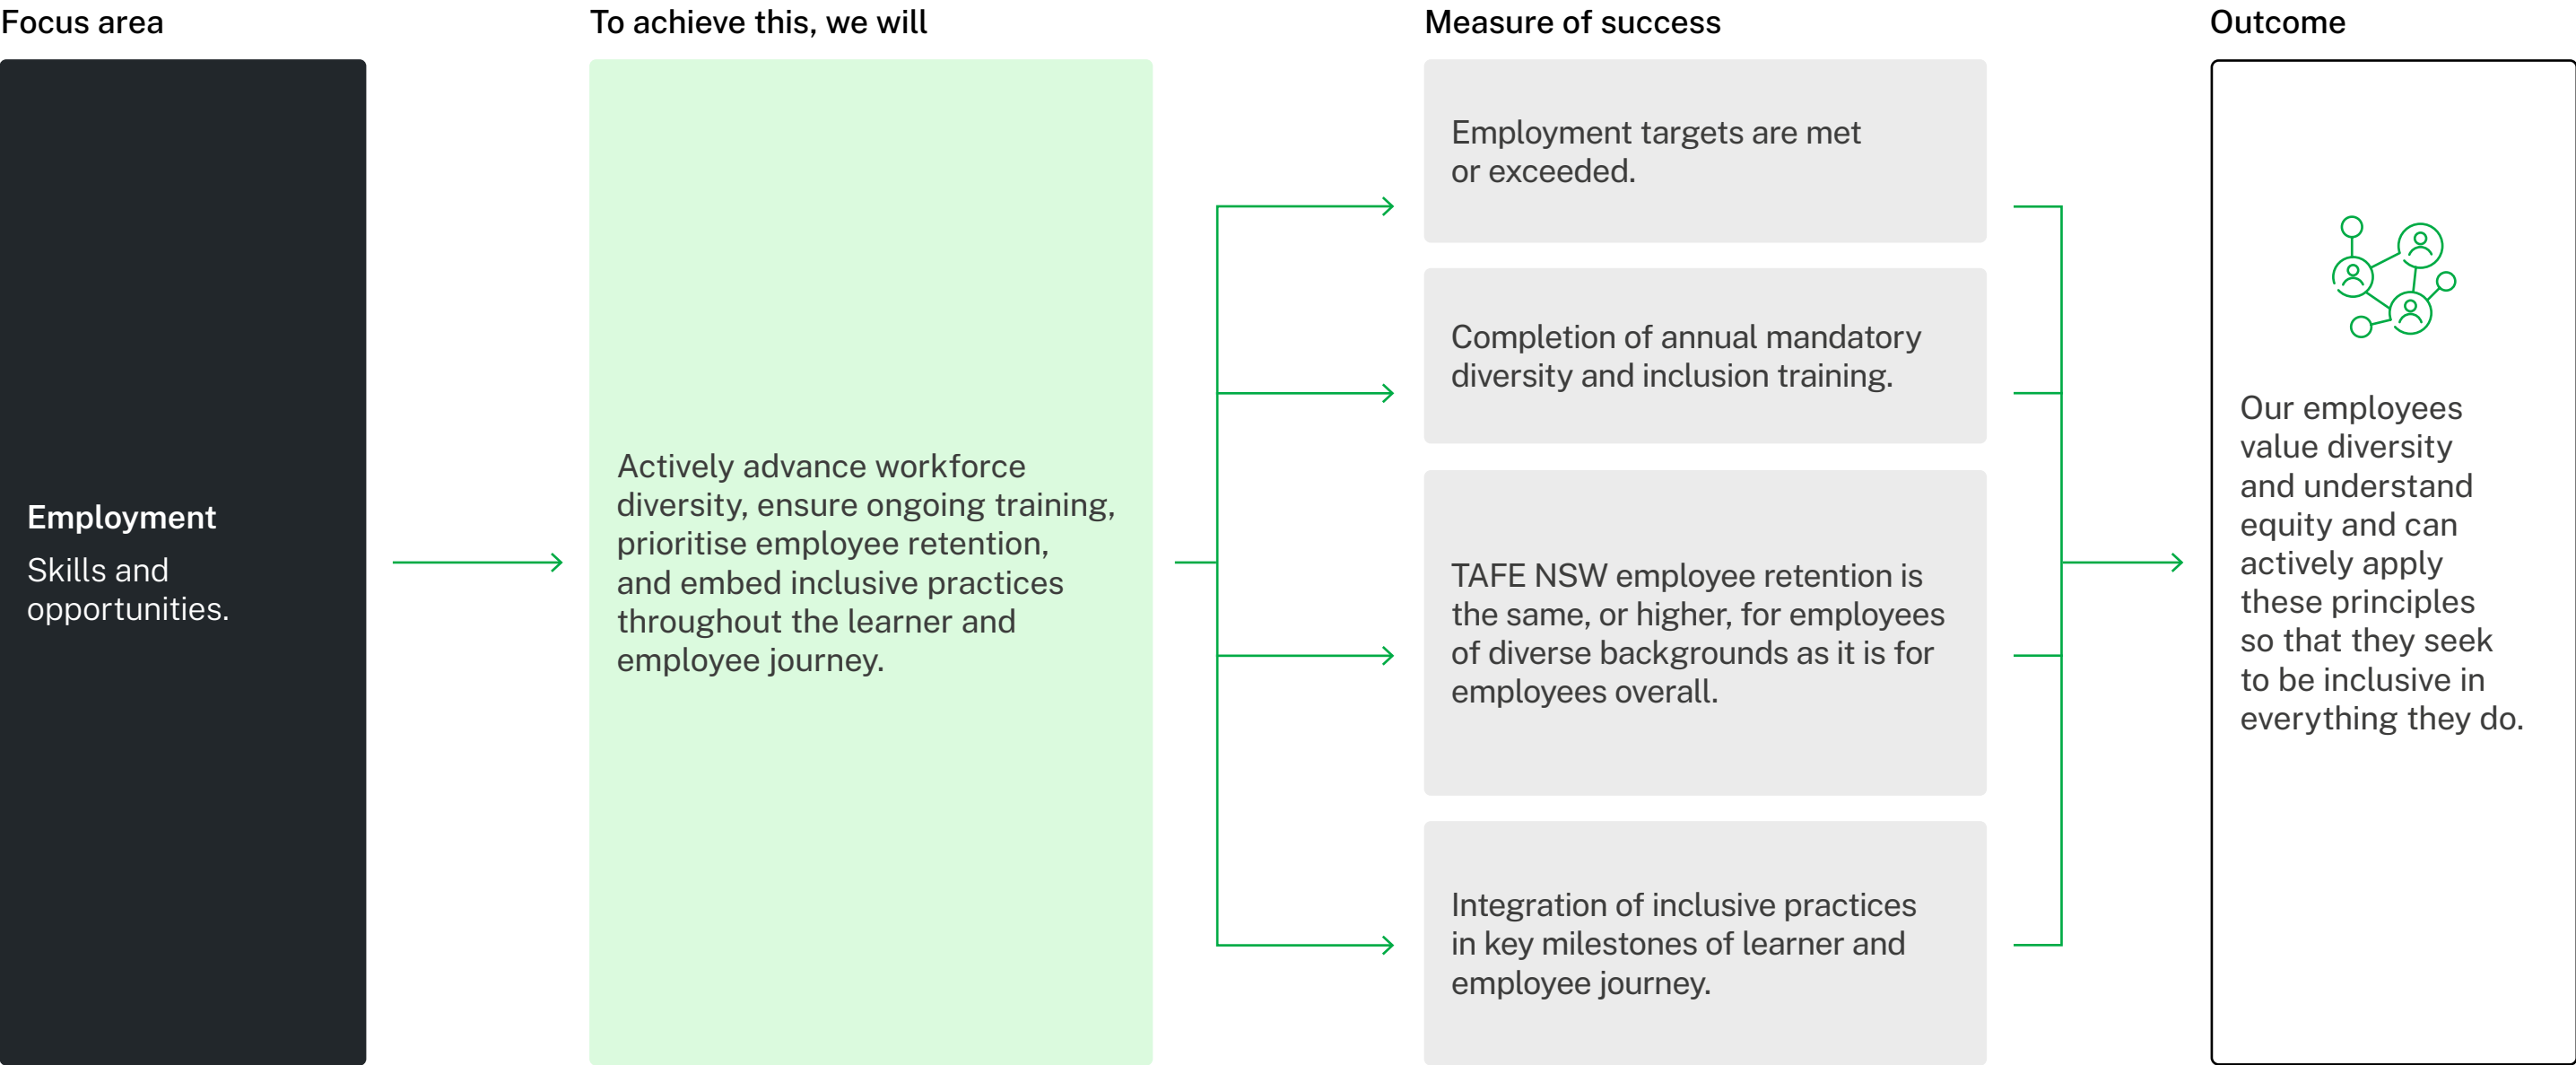 Focus area
Employment
Skills and
opportunities.
To achieve this, we will
Actively advance workforce
diversity, ensure ongoing training,
prioritise employee retention,
and embed inclusive practices
throughout the learner and
employee journey.
Measure of success
Employment targets are met
or exceeded.
Completion of annual mandatory
diversity and inclusion training.
TAFE NSW employee retention is
the same, or higher, for employees
of diverse backgrounds as it is for
employees overall.
Integration of inclusive practices
in key milestones of learner and
employee journey.
Outcome
Our employees
value diversity
and understand
equity and can
actively apply
these principles
so that they seek
to be inclusive in
everything they do.